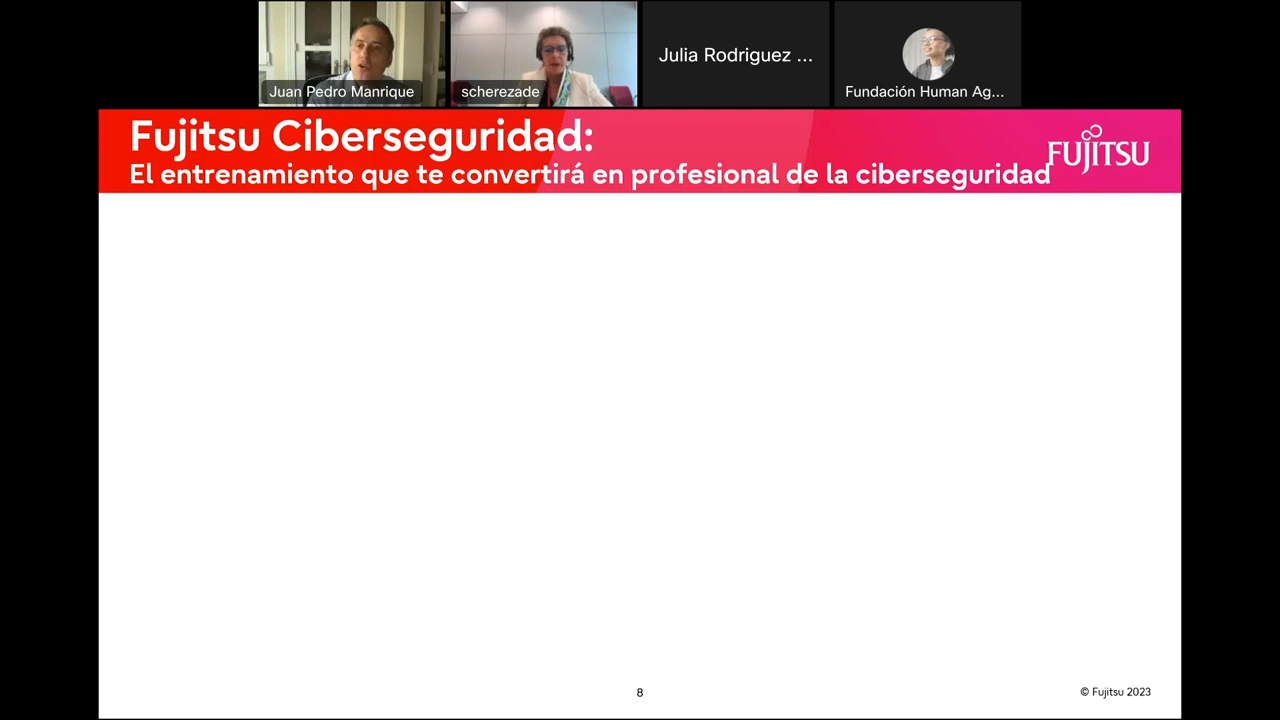 Juan Pedro Manrique
scherezade
Julia Rodriguez ...
Fundación Human Ag...
Fujitsu Ciberseguridad:
El entrenamiento que te convertirá en profesional de la ciberseguridad
FUJITSU
8
© Fujitsu 2023